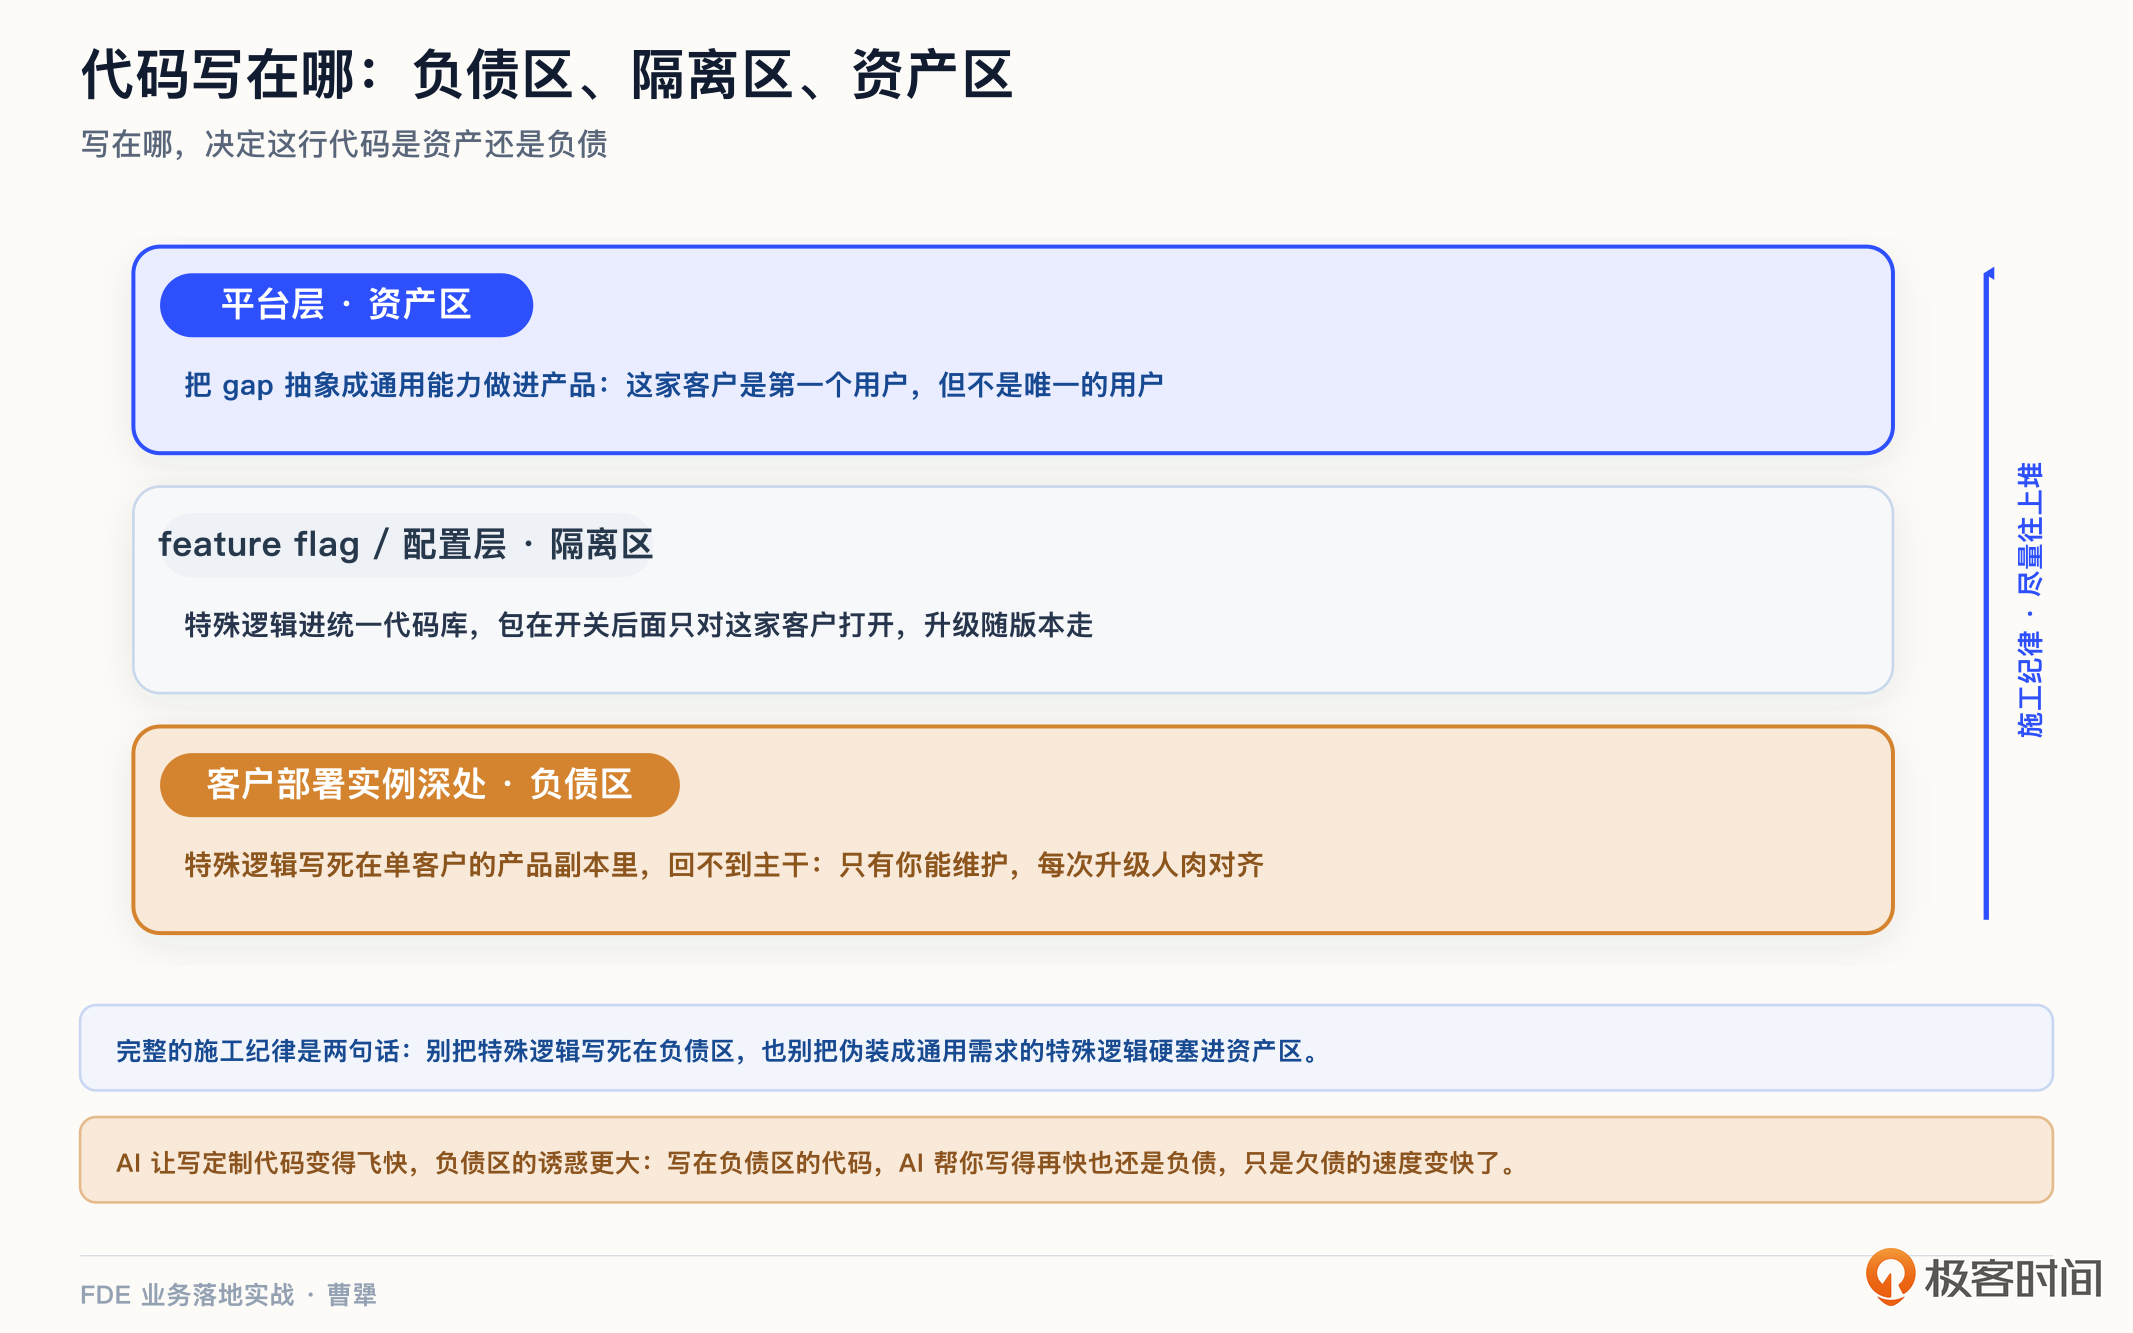 代码写在哪：负债区、隔离区、资产区
写在哪，决定这行代码是资产还是负债
平台层 · 资产区
把 gap 抽象成通用能力做进产品：这家客户是第一个用户，但不是唯一的用户
feature flag / 配置层 · 隔离区
特殊逻辑进统一代码库，包在开关后面只对这家客户打开，升级随版本走
客户部署实例深处 · 负债区
特殊逻辑写死在单客户的产品副本里，回不到主干：只有你能维护，每次升级人肉对齐
施工纪律 · 尽量往上堆
完整的施工纪律是两句话：别把特殊逻辑写死在负债区，也别把伪装成通用需求的特殊逻辑硬塞进资产区。
AI 让写定制代码变得飞快，负债区的诱惑更大：写在负债区的代码，AI 帮你写得再快也还是负债，只是欠债的速度变快了。
FDE 业务落地实战 · 曹犟
极客时间